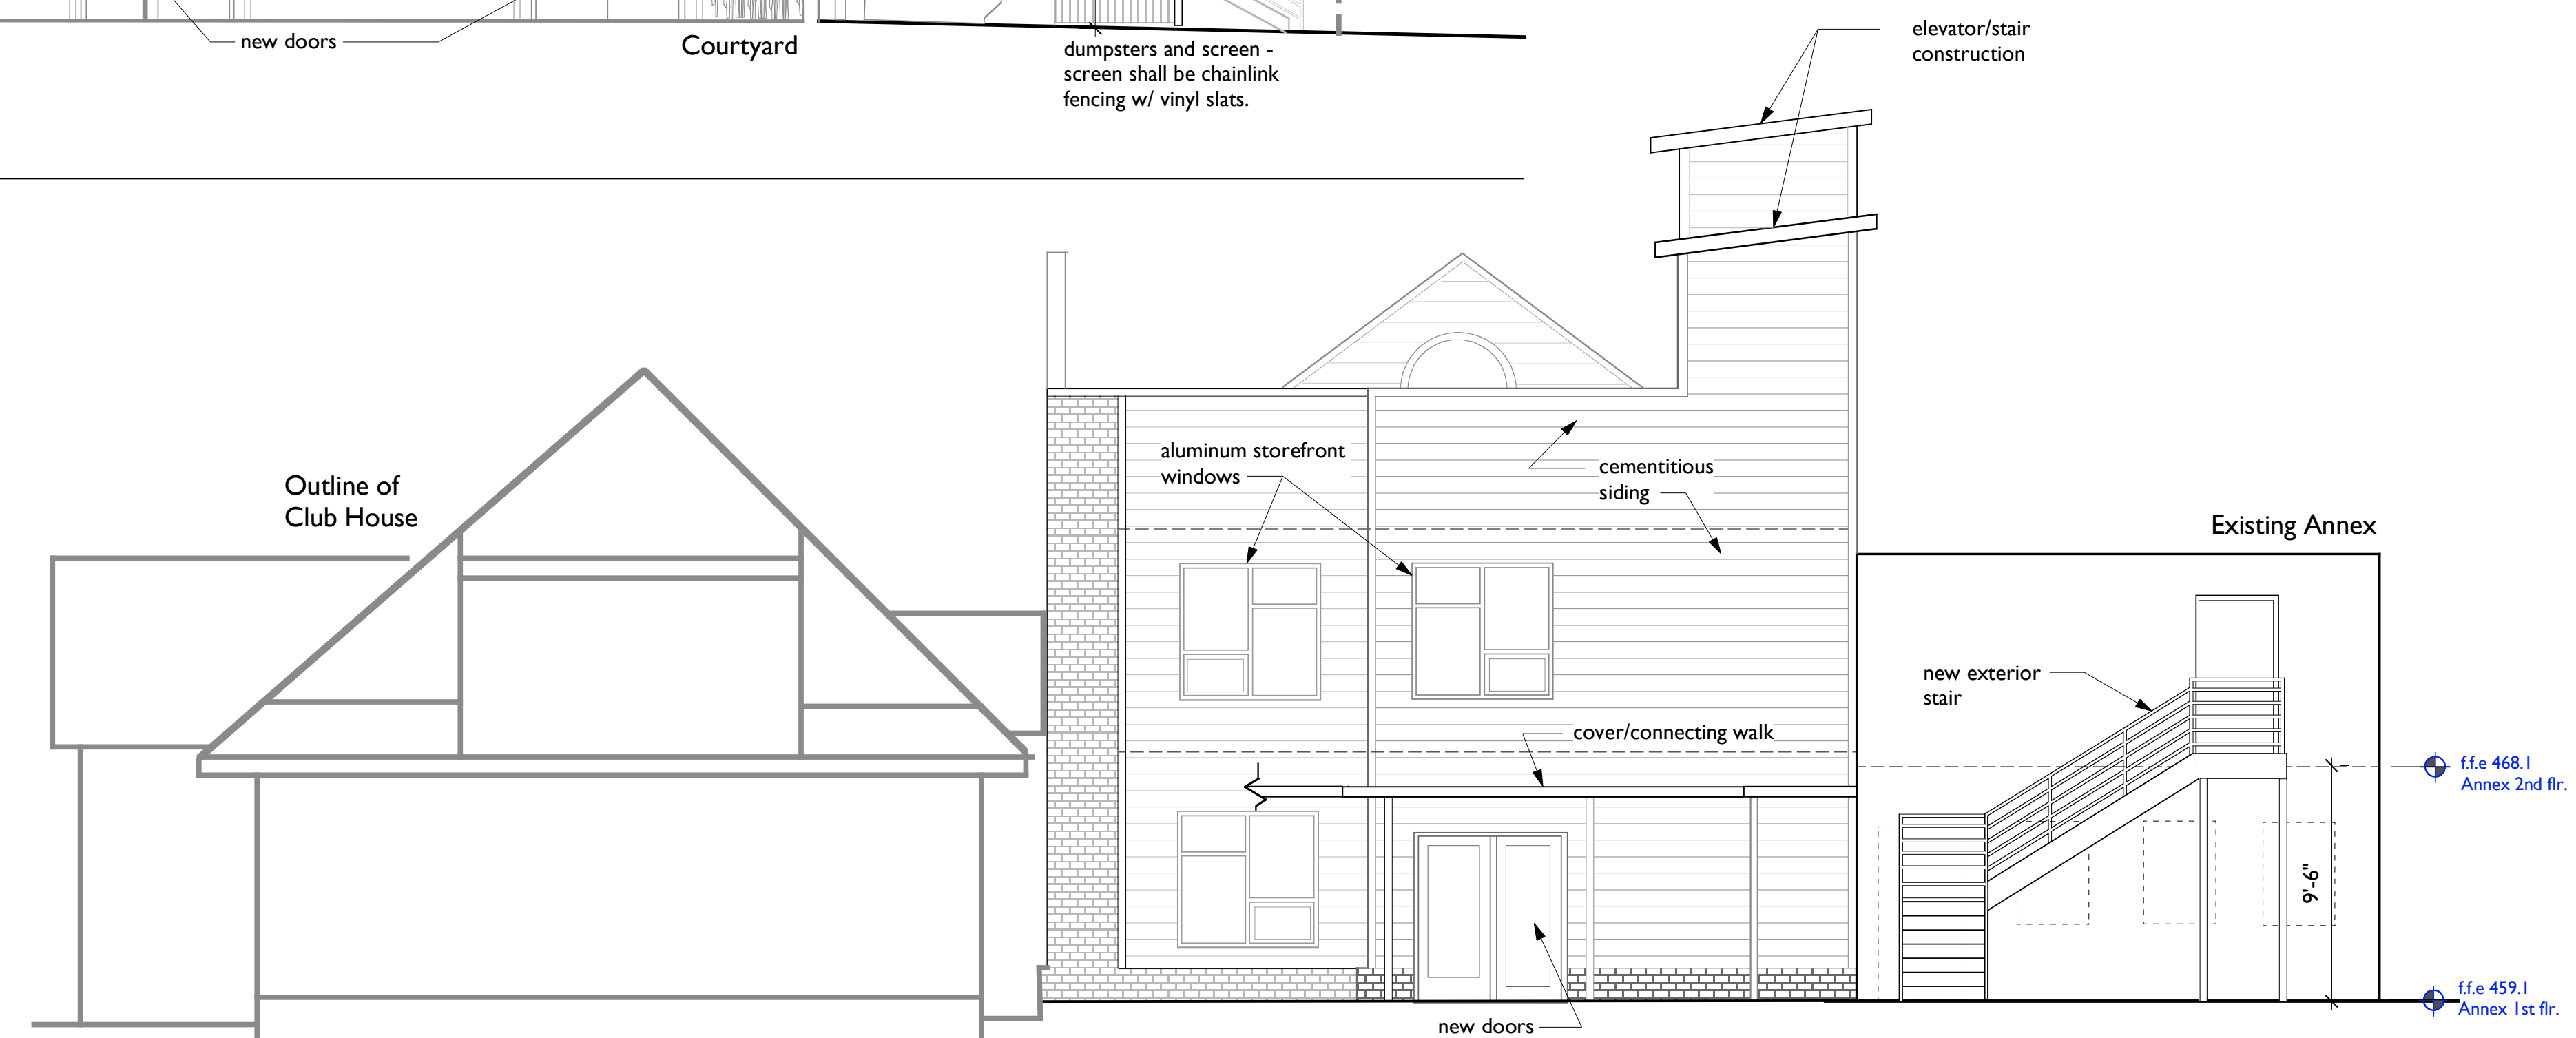 new doors
Courtyard
dumpsters and screen -
screen shall be chainlink
fencing w/ vinyl slats.
elevator/stair
construction
Outline of
Club House
aluminum storefront
windows
cementitious
siding
Existing Annex
new exterior
stair
cover/connecting walk
f.f.e 468.1
Annex 2nd flr.
9'-6"
f.f.e 459.1
Annex 1st flr.
new doors